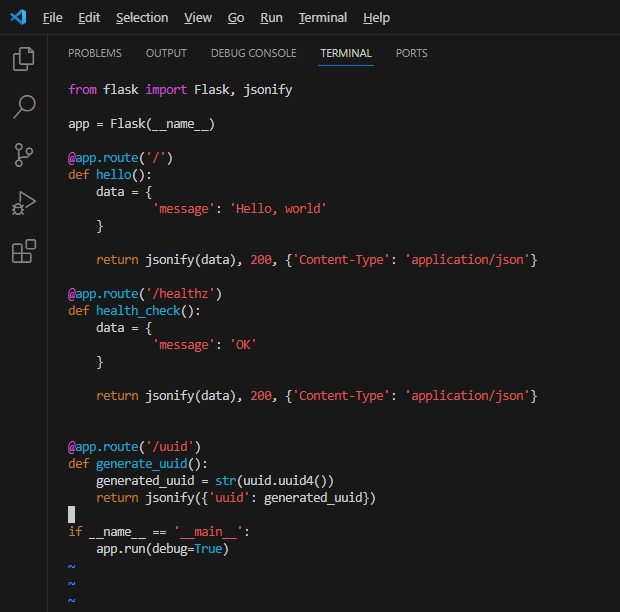 File Edit Selection View Go Run Terminal Help
PROBLEMS OUTPUT DEBUG CONSOLE TERMINAL PORTS
from flask import Flask, jsonify
app = Flask(__name__)
@app.route('/')
def hello():
    data = {
            'message': 'Hello, world'
    }
    return jsonify(data), 200, {'Content-Type': 'application/json'}
@app.route('/healthz')
def health_check():
    data = {
            'message': 'OK'
    }
    return jsonify(data), 200, {'Content-Type': 'application/json'}
@app.route('/uuid')
def generate_uuid():
    generated_uuid = str(uuid.uuid4())
    return jsonify({'uuid': generated_uuid})
if __name__ == '__main__':
    app.run(debug=True)
~
~
~